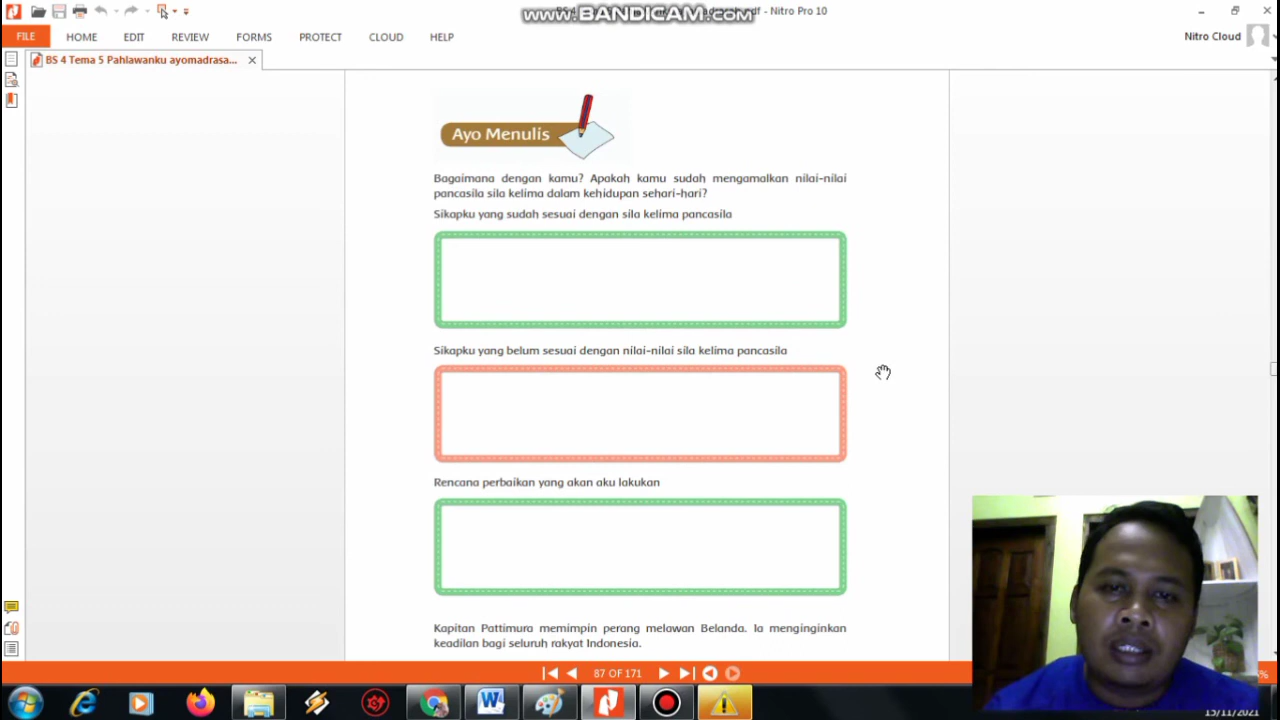 www.BANDICAM.com
.pdf - Nitro Pro 10
FILE HOME EDIT REVIEW FORMS PROTECT CLOUD HELP
Nitro Cloud
BS 4 Tema 5 Pahlawanku ayomadrasa...
Ayo Menulis
Bagaimana dengan kamu? Apakah kamu sudah mengamalkan nilai-nilai
pancasila sila kelima dalam kehidupan sehari-hari?
Sikapku yang sudah sesuai dengan sila kelima pancasila
Sikapku yang belum sesuai dengan nilai-nilai sila kelima pancasila
Rencana perbaikan yang akan aku lakukan
Kapitan Pattimura memimpin perang melawan Belanda. Ia menginginkan
keadilan bagi seluruh rakyat Indonesia.
87 OF 171
%
15/11/2021